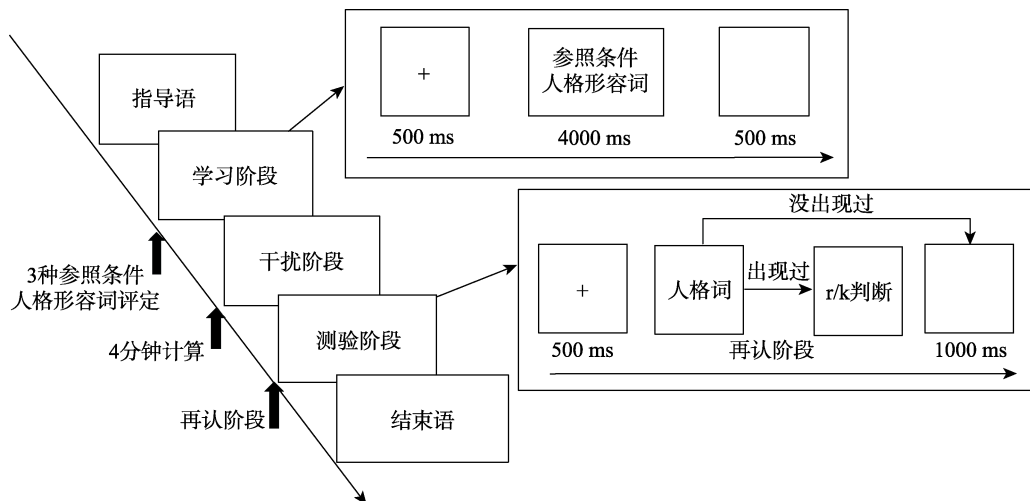 指导语
学习阶段
干扰阶段
测验阶段
结束语
3种参照条件
人格形容词评定
4分钟计算
再认阶段
+
参照条件
人格形容词
500 ms
4000 ms
500 ms
没出现过
+
人格词
出现过
r/k判断
500 ms
再认阶段
1000 ms